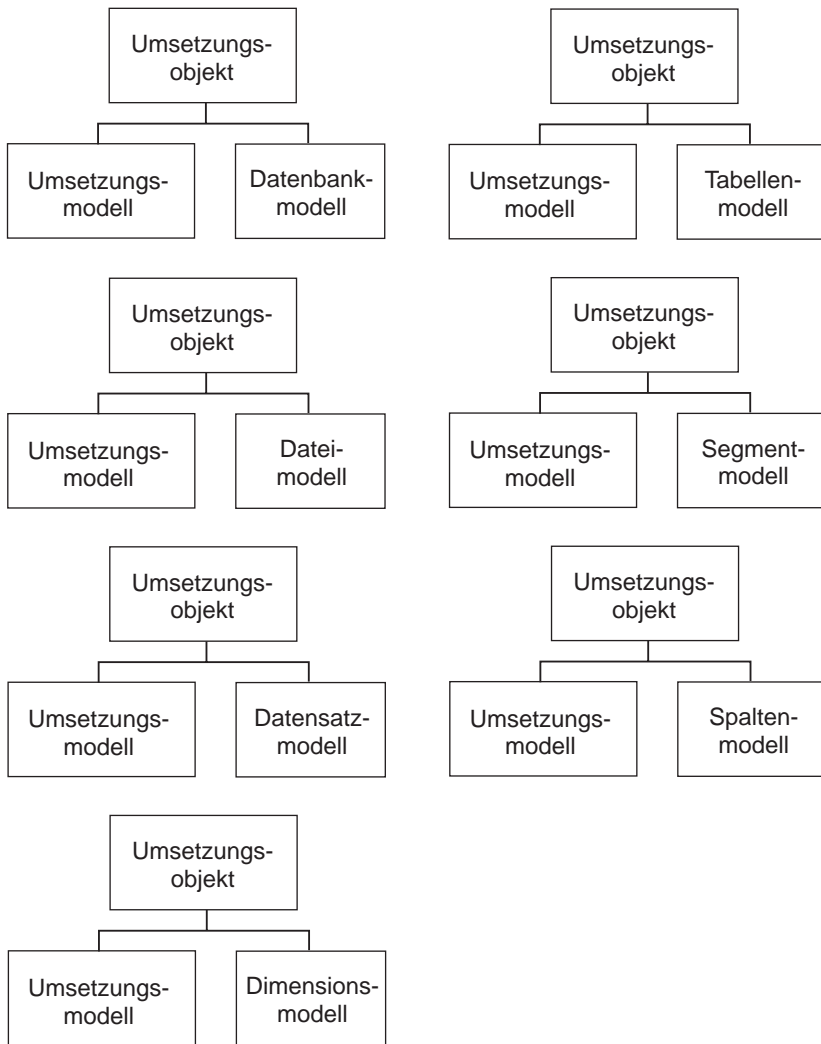 Umsetzungs-
objekt
Umsetzungs-
modell
Datenbank-
modell
Umsetzungs-
objekt
Umsetzungs-
modell
Tabellen-
modell
Umsetzungs-
objekt
Umsetzungs-
modell
Datei-
modell
Umsetzungs-
objekt
Umsetzungs-
modell
Segment-
modell
Umsetzungs-
objekt
Umsetzungs-
modell
Datensatz-
modell
Umsetzungs-
objekt
Umsetzungs-
modell
Spalten-
modell
Umsetzungs-
objekt
Umsetzungs-
modell
Dimensions-
modell